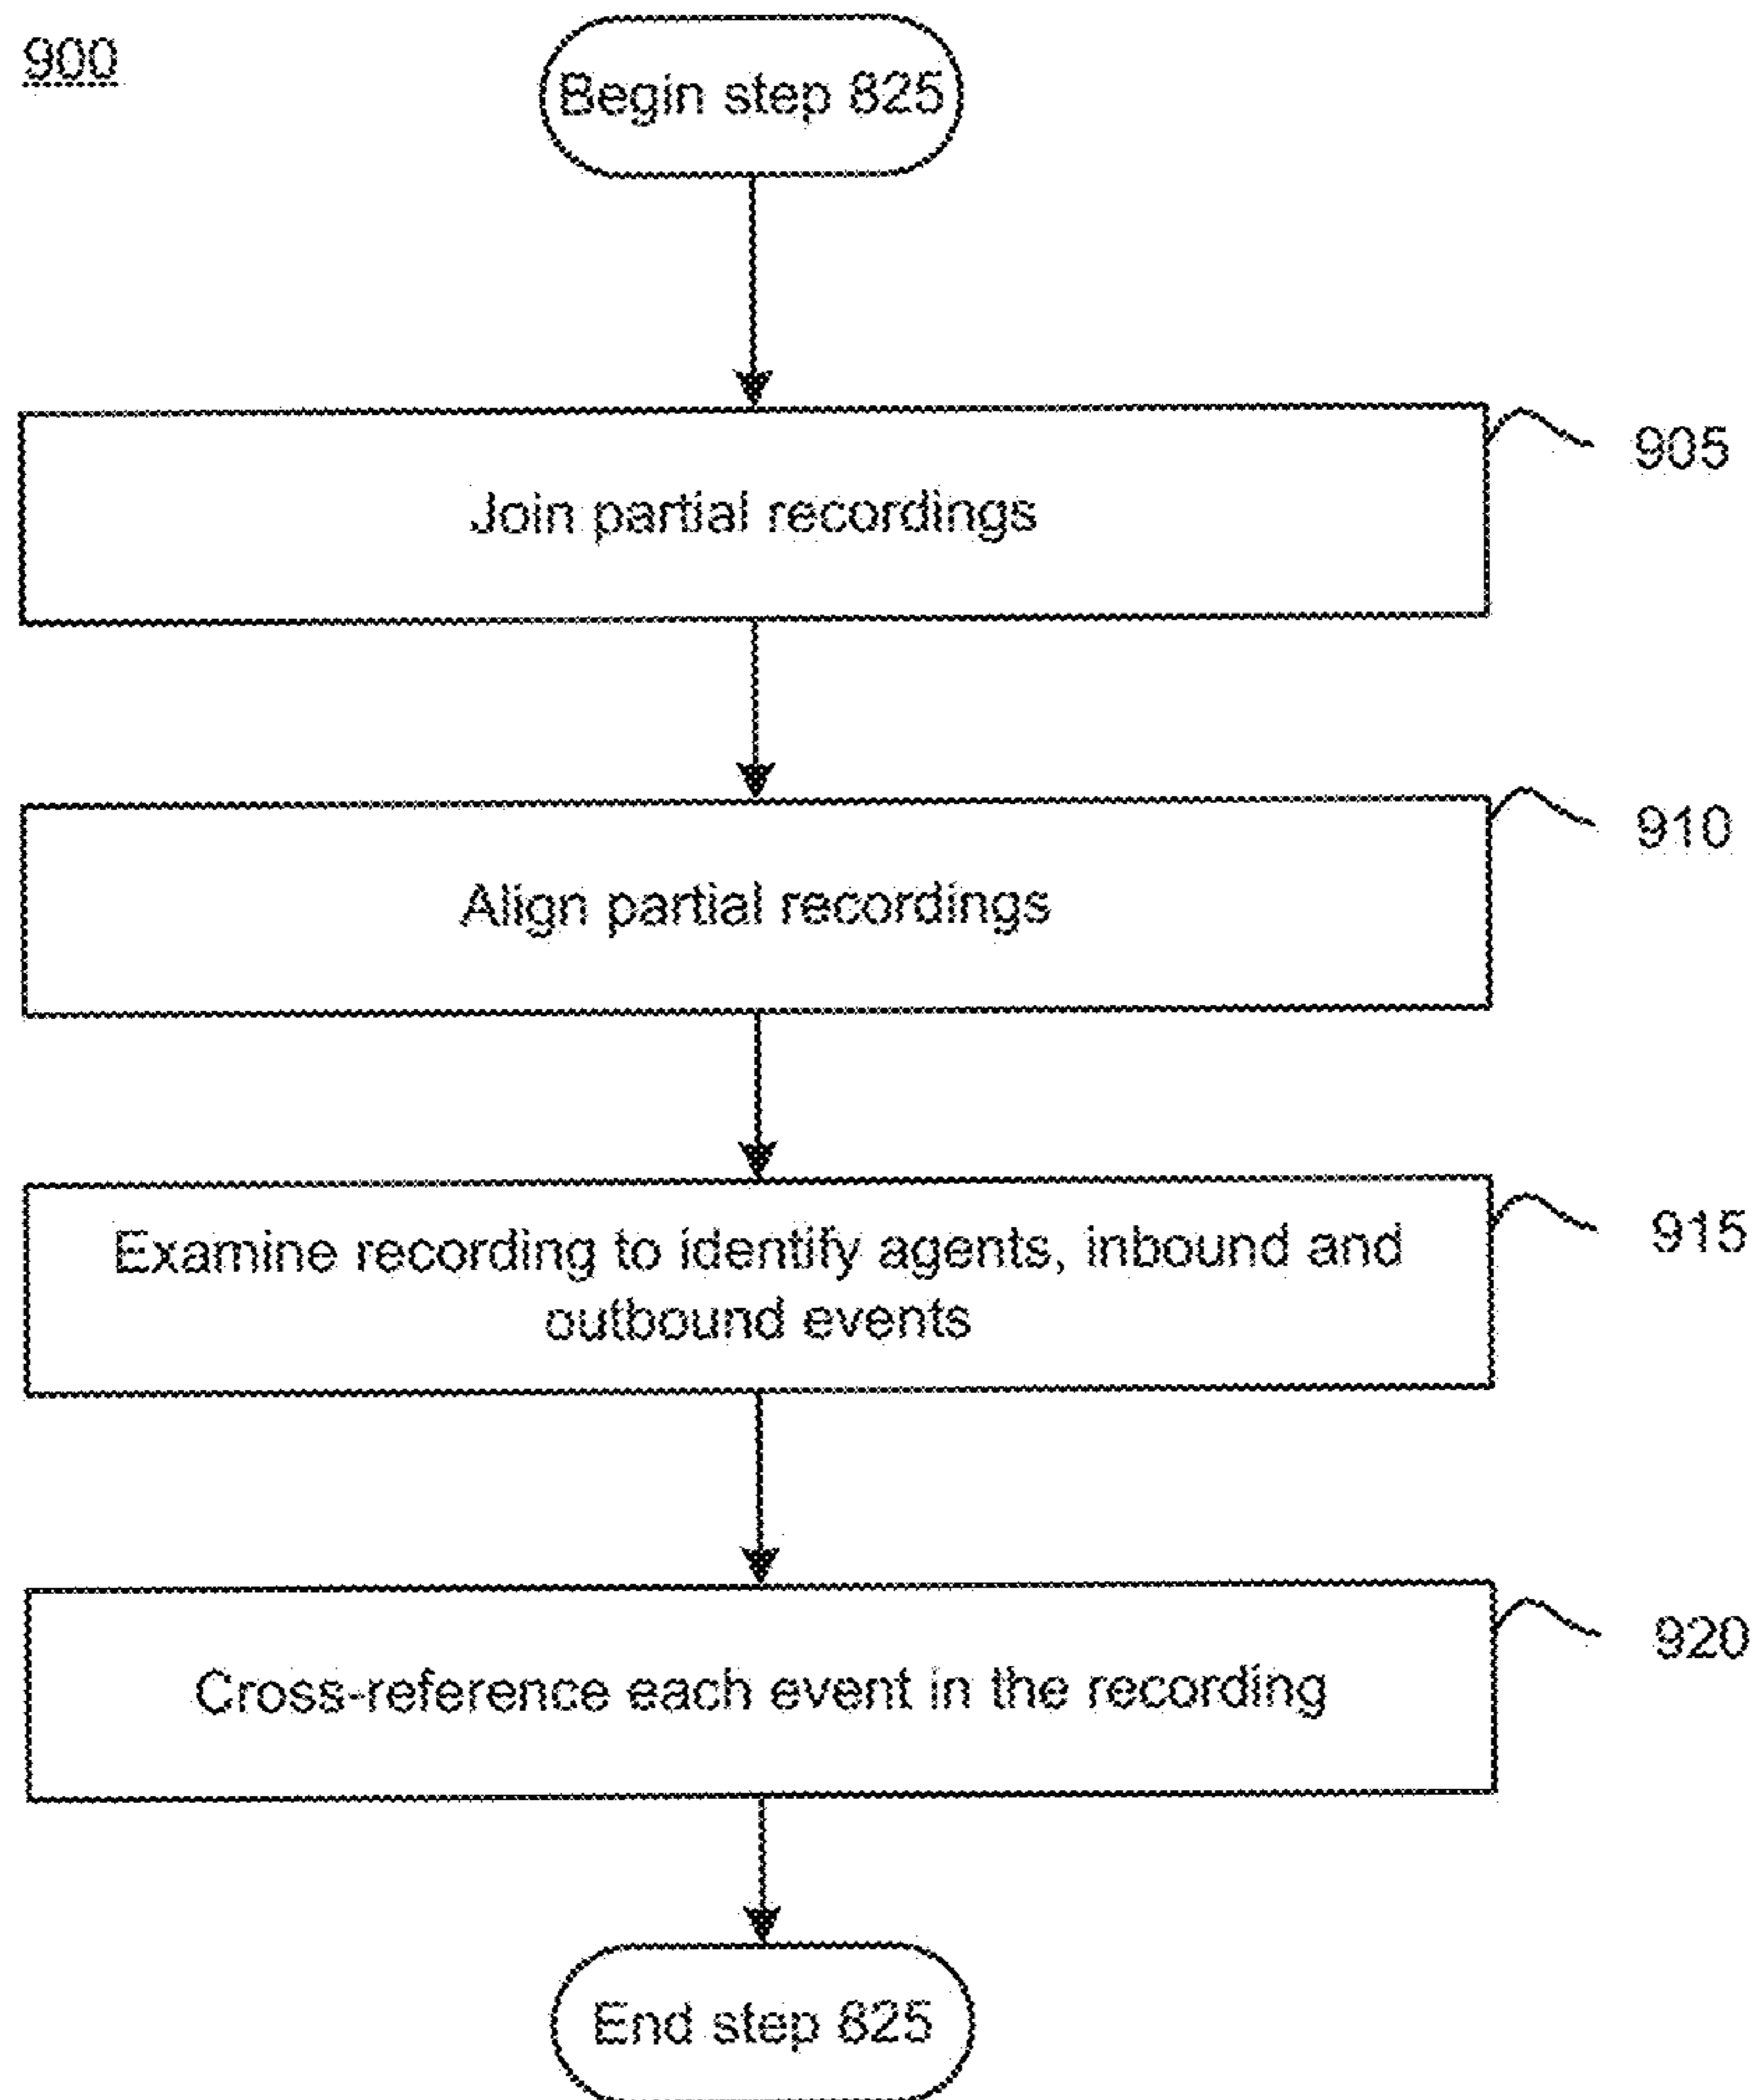 900
Begin step 825
Join partial recordings
905
Align partial recordings
910
Examine recording to identify agents, inbound and
outbound events
915
Cross-reference each event in the recording
920
End step 825